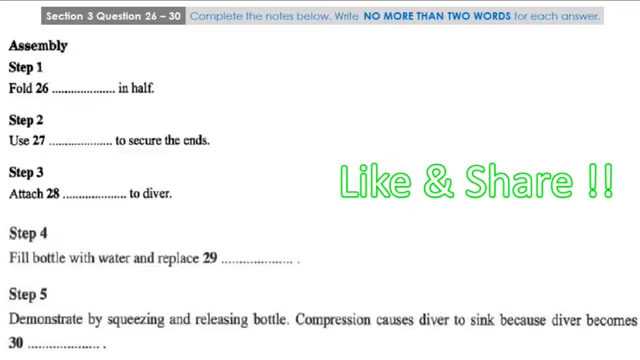 Section 3 Question 26 – 30 Complete the notes below. Write NO MORE THAN TWO WORDS for each answer.
Assembly
Step 1
Fold 26 .................... in half.
Step 2
Use 27 .................... to secure the ends.
Step 3
Attach 28 .................... to diver.
Like & Share !!
Step 4
Fill bottle with water and replace 29 ..................... .
Step 5
Demonstrate by squeezing and releasing bottle. Compression causes diver to sink because diver becomes
30 ..................... .